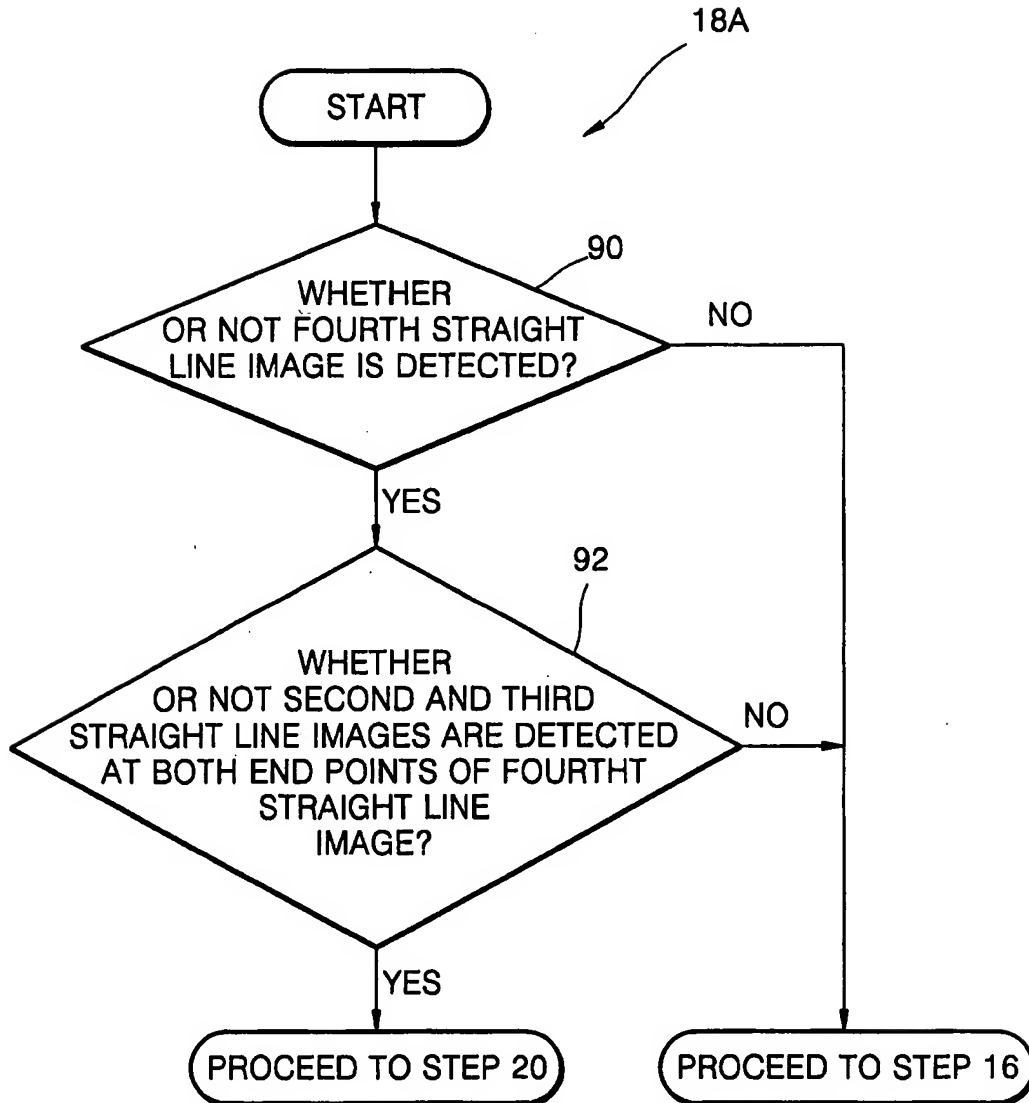 18A
START
90
WHETHER
OR NOT FOURTH STRAIGHT
LINE IMAGE IS DETECTED?
NO
YES
92
WHETHER
OR NOT SECOND AND THIRD
STRAIGHT LINE IMAGES ARE DETECTED
AT BOTH END POINTS OF FOURTHT
STRAIGHT LINE
IMAGE?
NO
YES
PROCEED TO STEP 20
PROCEED TO STEP 16